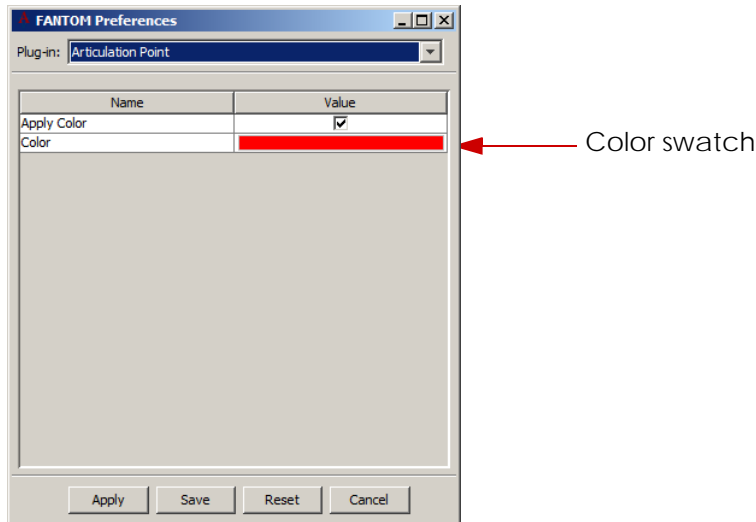 FANTOM Preferences
Plug-in: Articulation Point
Name Value
Apply Color
Color
Color swatch
Apply Save Reset Cancel